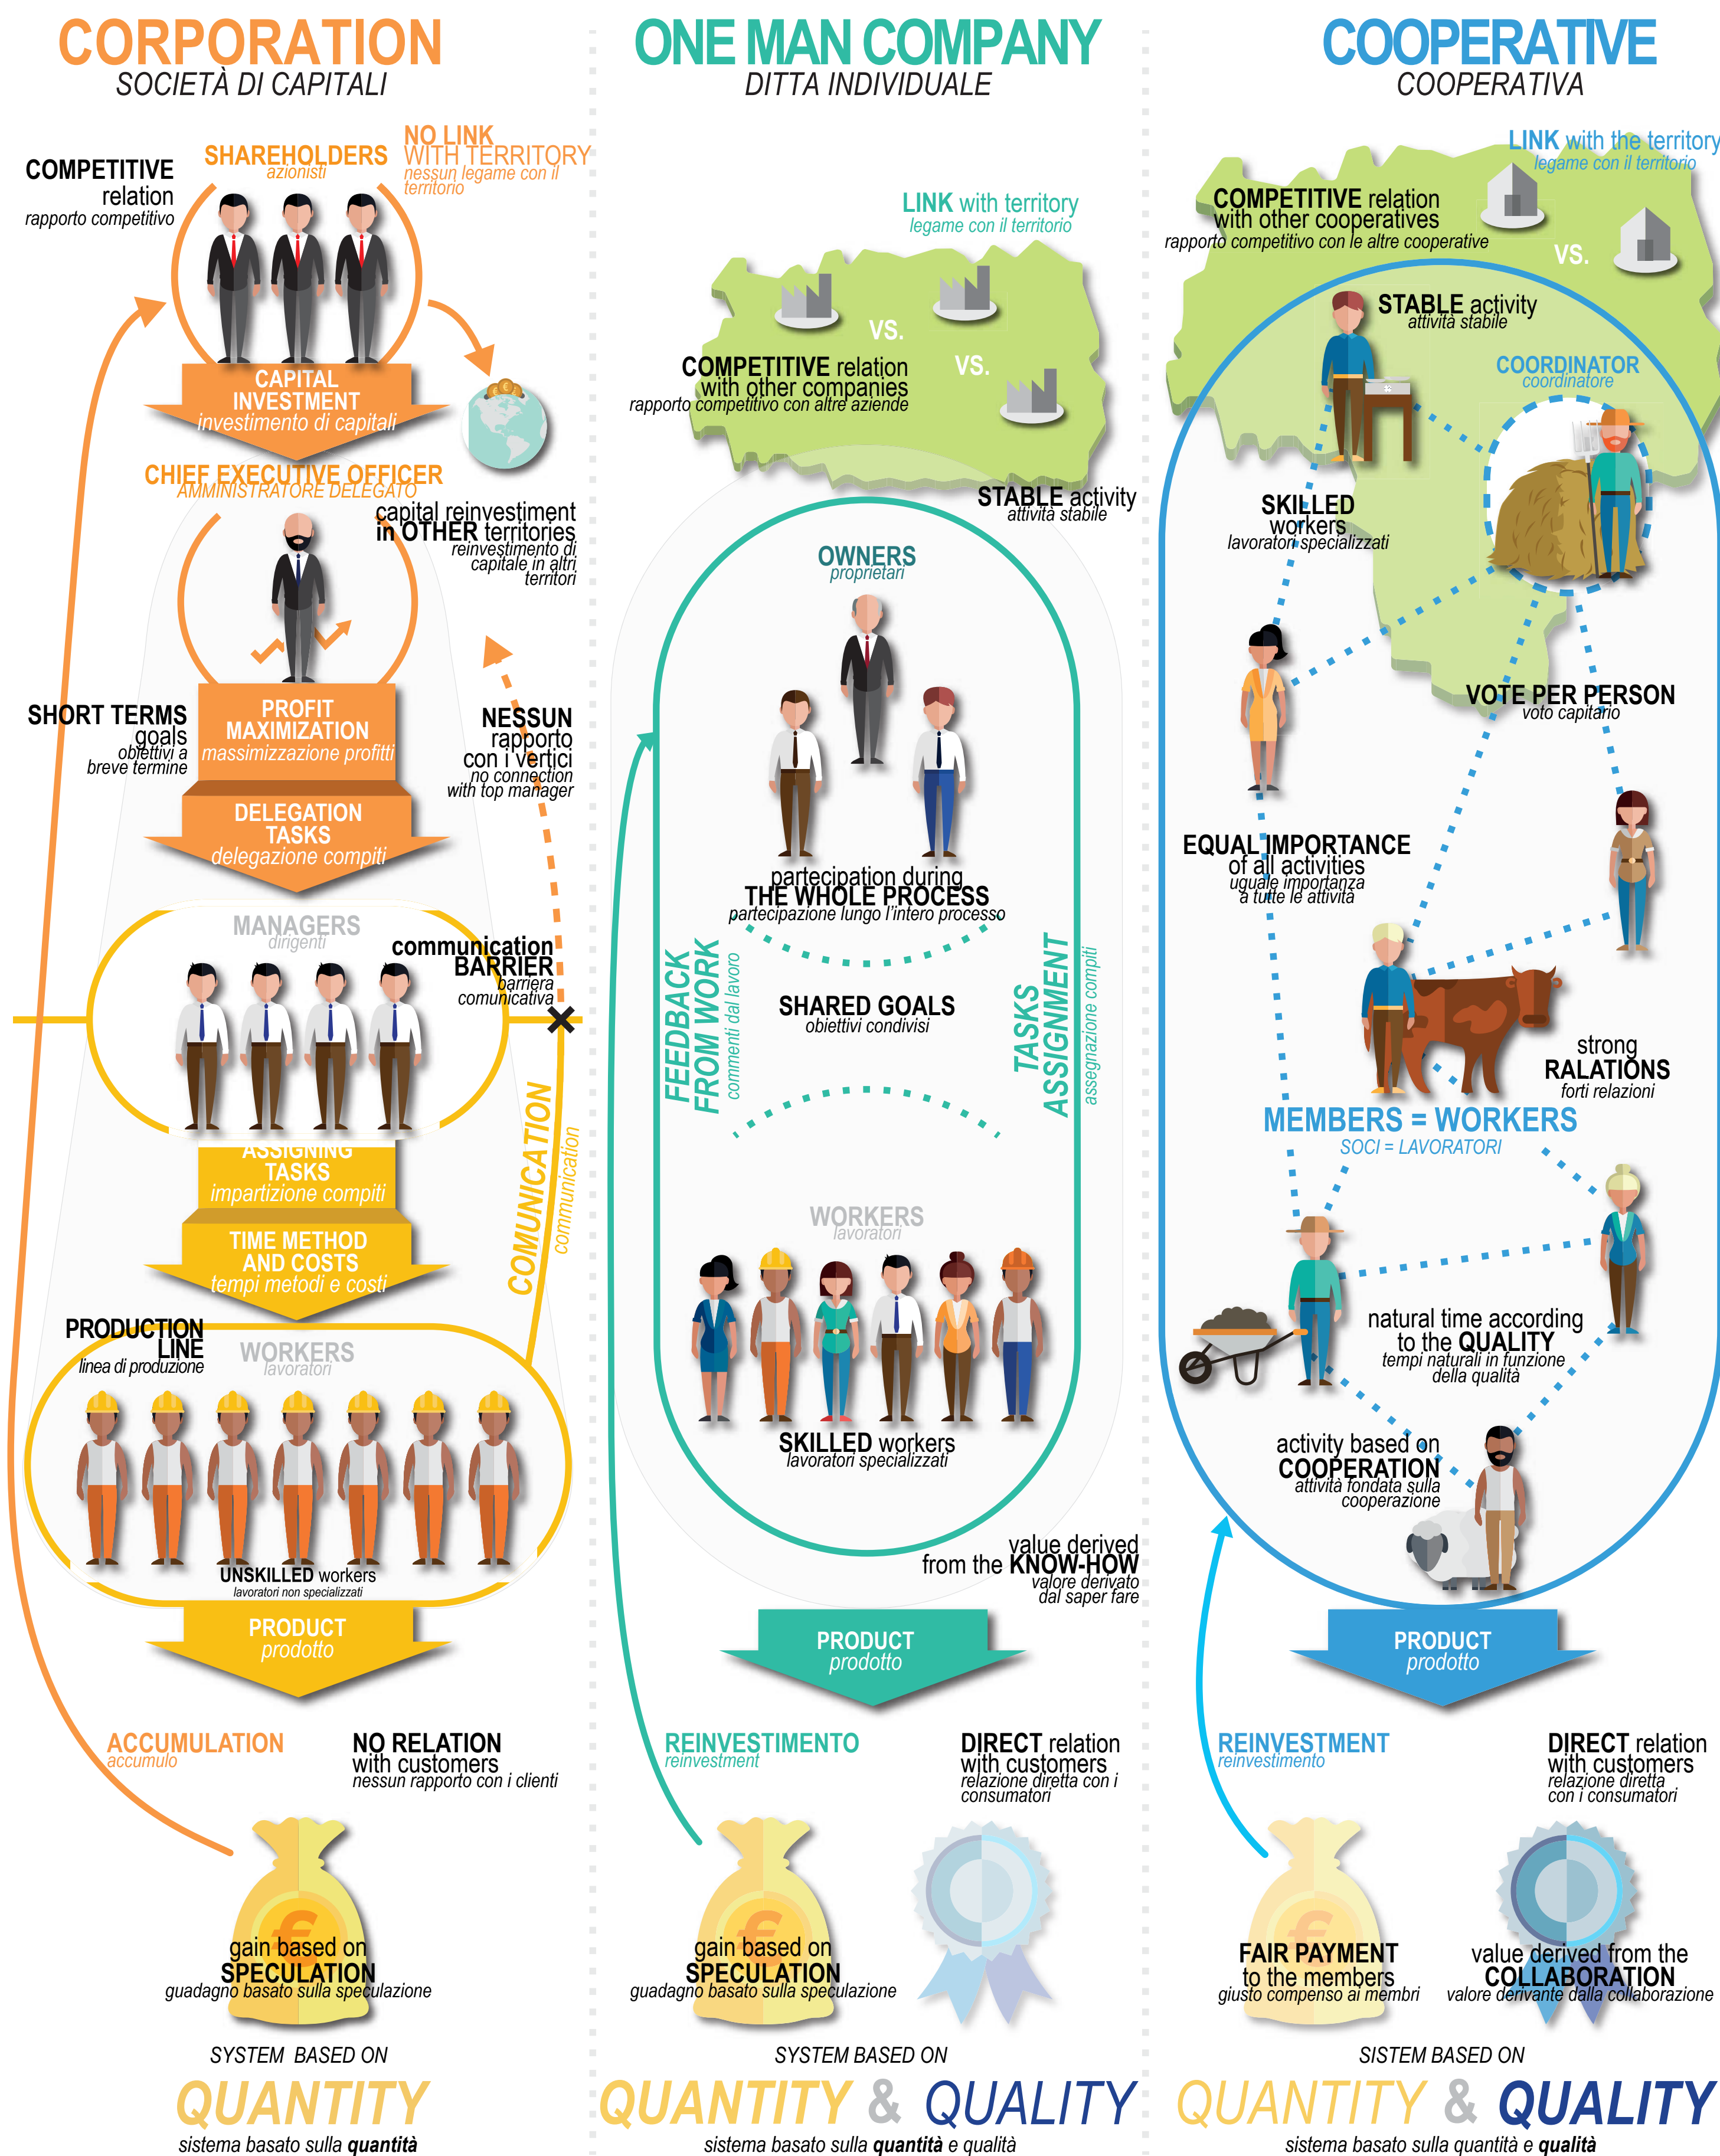 CORPORATION
SOCIETÀ DI CAPITALI
COMPETITIVE
relation
rapporto competitivo
SHAREHOLDERS
azionisti
NO LINK
WITH TERRITORY
nessun legame con il
territorio
CAPITAL
INVESTMENT
investimento di capitali
CHIEF EXECUTIVE OFFICER
AMMINISTRATORE DELEGATO
capital reinvestiment
in OTHER territories
reinvestimento di
capitale in altri
territori
SHORT TERMS
goals
obiettivi a
breve termine
PROFIT
MAXIMIZATION
massimizzazione profitti
NESSUN
rapporto
con i vertici
no connection
with top manager
DELEGATION
TASKS
delegazione compiti
MANAGERS
dirigenti
communication
BARRIER
barriera
comunicativa
ASSIGNING
TASKS
impartizione compiti
TIME METHOD
AND COSTS
tempi metodi e costi
COMUNICATION
communication
PRODUCTION
LINE
linea di produzione
WORKERS
lavoratori
UNSKILLED workers
lavoratori non specializzati
PRODUCT
prodotto
ACCUMULATION
accumulo
NO RELATION
with customers
nessun rapporto con i clienti
€
gain based on
SPECULATION
guadagno basato sulla speculazione
SYSTEM BASED ON
QUANTITY
sistema basato sulla quantità
ONE MAN COMPANY
DITTA INDIVIDUALE
LINK with territory
legame con il territorio
VS.
VS.
COMPETITIVE relation
with other companies
rapporto competitivo con altre aziende
STABLE activity
attività stabile
OWNERS
proprietari
partecipation during
THE WHOLE PROCESS
partecipazione lungo l'intero processo
FEEDBACK
FROM WORK
commenti dal lavoro
SHARED GOALS
obiettivi condivisi
TASKS
ASSIGNMENT
assegnazione compiti
WORKERS
lavoratori
SKILLED workers
lavoratori specializzati
value derived
from the KNOW-HOW
valore derivato
dal saper fare
PRODUCT
prodotto
REINVESTIMENTO
reinvestment
DIRECT relation
with customers
relazione diretta con i
consumatori
€
gain based on
SPECULATION
guadagno basato sulla speculazione
SYSTEM BASED ON
QUANTITY & QUALITY
sistema basato sulla quantità e qualità
COOPERATIVE
COOPERATIVA
LINK with the territory
legame con il territorio
COMPETITIVE relation
with other cooperatives
rapporto competitivo con le altre cooperative
VS.
STABLE activity
attività stabile
COORDINATOR
coordinatore
SKILLED
workers
lavoratori specializzati
VOTE PER PERSON
voto capitario
EQUAL IMPORTANCE
of all activities
uguale importanza
a tutte le attività
strong
RALATIONS
forti relazioni
MEMBERS = WORKERS
SOCI = LAVORATORI
natural time according
to the QUALITY
tempi naturali in funzione
della qualità
activity based on
COOPERATION
attività fondata sulla
cooperazione
PRODUCT
prodotto
REINVESTMENT
reinvestimento
DIRECT relation
with customers
relazione diretta
con i consumatori
€
FAIR PAYMENT
to the members
giusto compenso ai membri
value derived from the
COLLABORATION
valore derivante dalla collaborazione
SISTEM BASED ON
QUANTITY & QUALITY
sistema basato sulla quantità e qualità